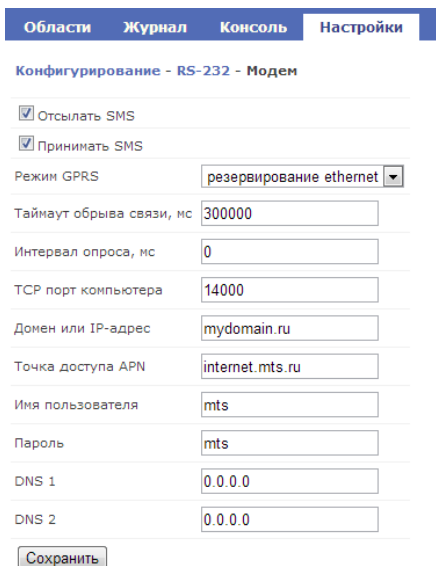 Области Журнал Консоль Настройки
Конфигурирование - RS-232 - Модем
Отсылать SMS
Принимать SMS
Режим GPRS резервирование ethernet
Таймаут обрыва связи, мс 300000
Интервал опроса, мс 0
TCP порт компьютера 14000
Домен или IP-адрес mydomain.ru
Точка доступа APN internet.mts.ru
Имя пользователя mts
Пароль mts
DNS 1 0.0.0.0
DNS 2 0.0.0.0
Сохранить